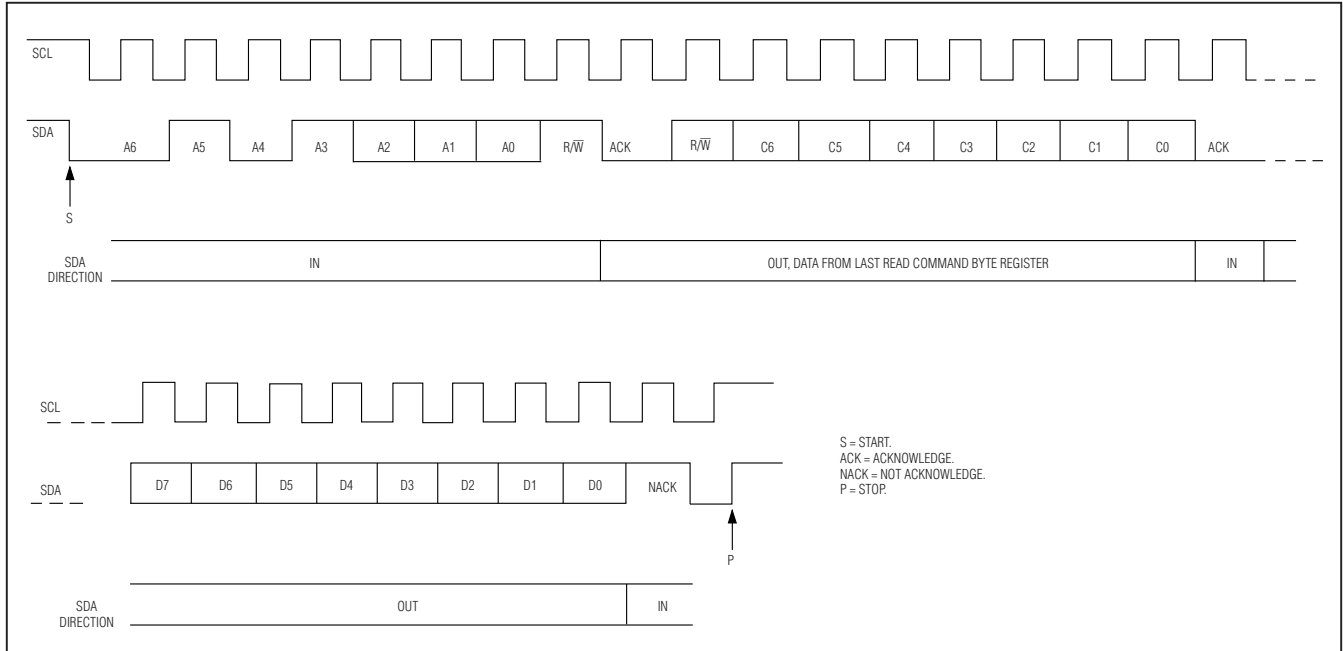 SCL
SDA
A6 A5 A4 A3 A2 A1 A0 R/W̅ ACK R/W̅ C6 C5 C4 C3 C2 C1 C0 ACK
S
SDA
DIRECTION
IN OUT, DATA FROM LAST READ COMMAND BYTE REGISTER IN
SCL
SDA
D7 D6 D5 D4 D3 D2 D1 D0 NACK
P
S = START.
ACK = ACKNOWLEDGE.
NACK = NOT ACKNOWLEDGE.
P = STOP.
SDA
DIRECTION
OUT IN